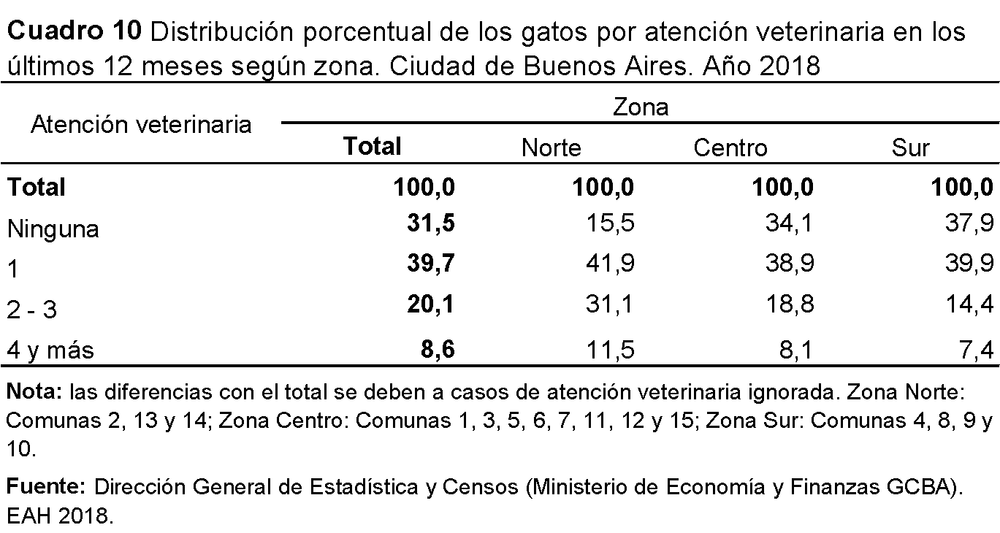 Cuadro 10 Distribución porcentual de los gatos por atención veterinaria en los
últimos 12 meses según zona. Ciudad de Buenos Aires. Año 2018
Atención veterinaria Zona
Total Norte Centro Sur
Total 100,0 100,0 100,0 100,0
Ninguna 31,5 15,5 34,1 37,9
1 39,7 41,9 38,9 39,9
2 - 3 20,1 31,1 18,8 14,4
4 y más 8,6 11,5 8,1 7,4
Nota: las diferencias con el total se deben a casos de atención veterinaria ignorada. Zona Norte:
Comunas 2, 13 y 14; Zona Centro: Comunas 1, 3, 5, 6, 7, 11, 12 y 15; Zona Sur: Comunas 4, 8, 9 y
10.
Fuente: Dirección General de Estadística y Censos (Ministerio de Economía y Finanzas GCBA).
EAH 2018.